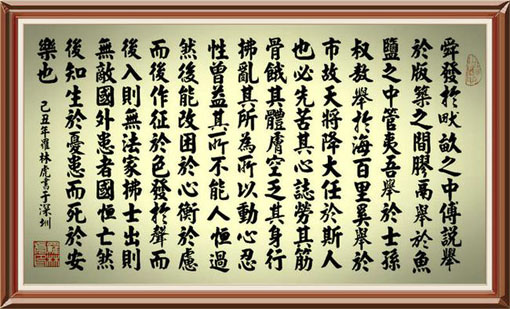 舜發於畎畝之中傅說舉
於版築之間膠鬲舉於魚
鹽之中管夷吾舉於士孫
叔敖舉於海百里奚舉於
市故天將降大任於斯人
也必先苦其心誌勞其筋
骨餓其體膚空乏其身行
拂亂其所為所以動心忍
性曾益其所不能人恒過
然後能改困於心衡於慮
而後作征於色發於聲而
後入則無法家拂士出則
無敵國外患者國恒亡然
後知生於憂患而死於安
樂也
己丑年林虎書于深圳